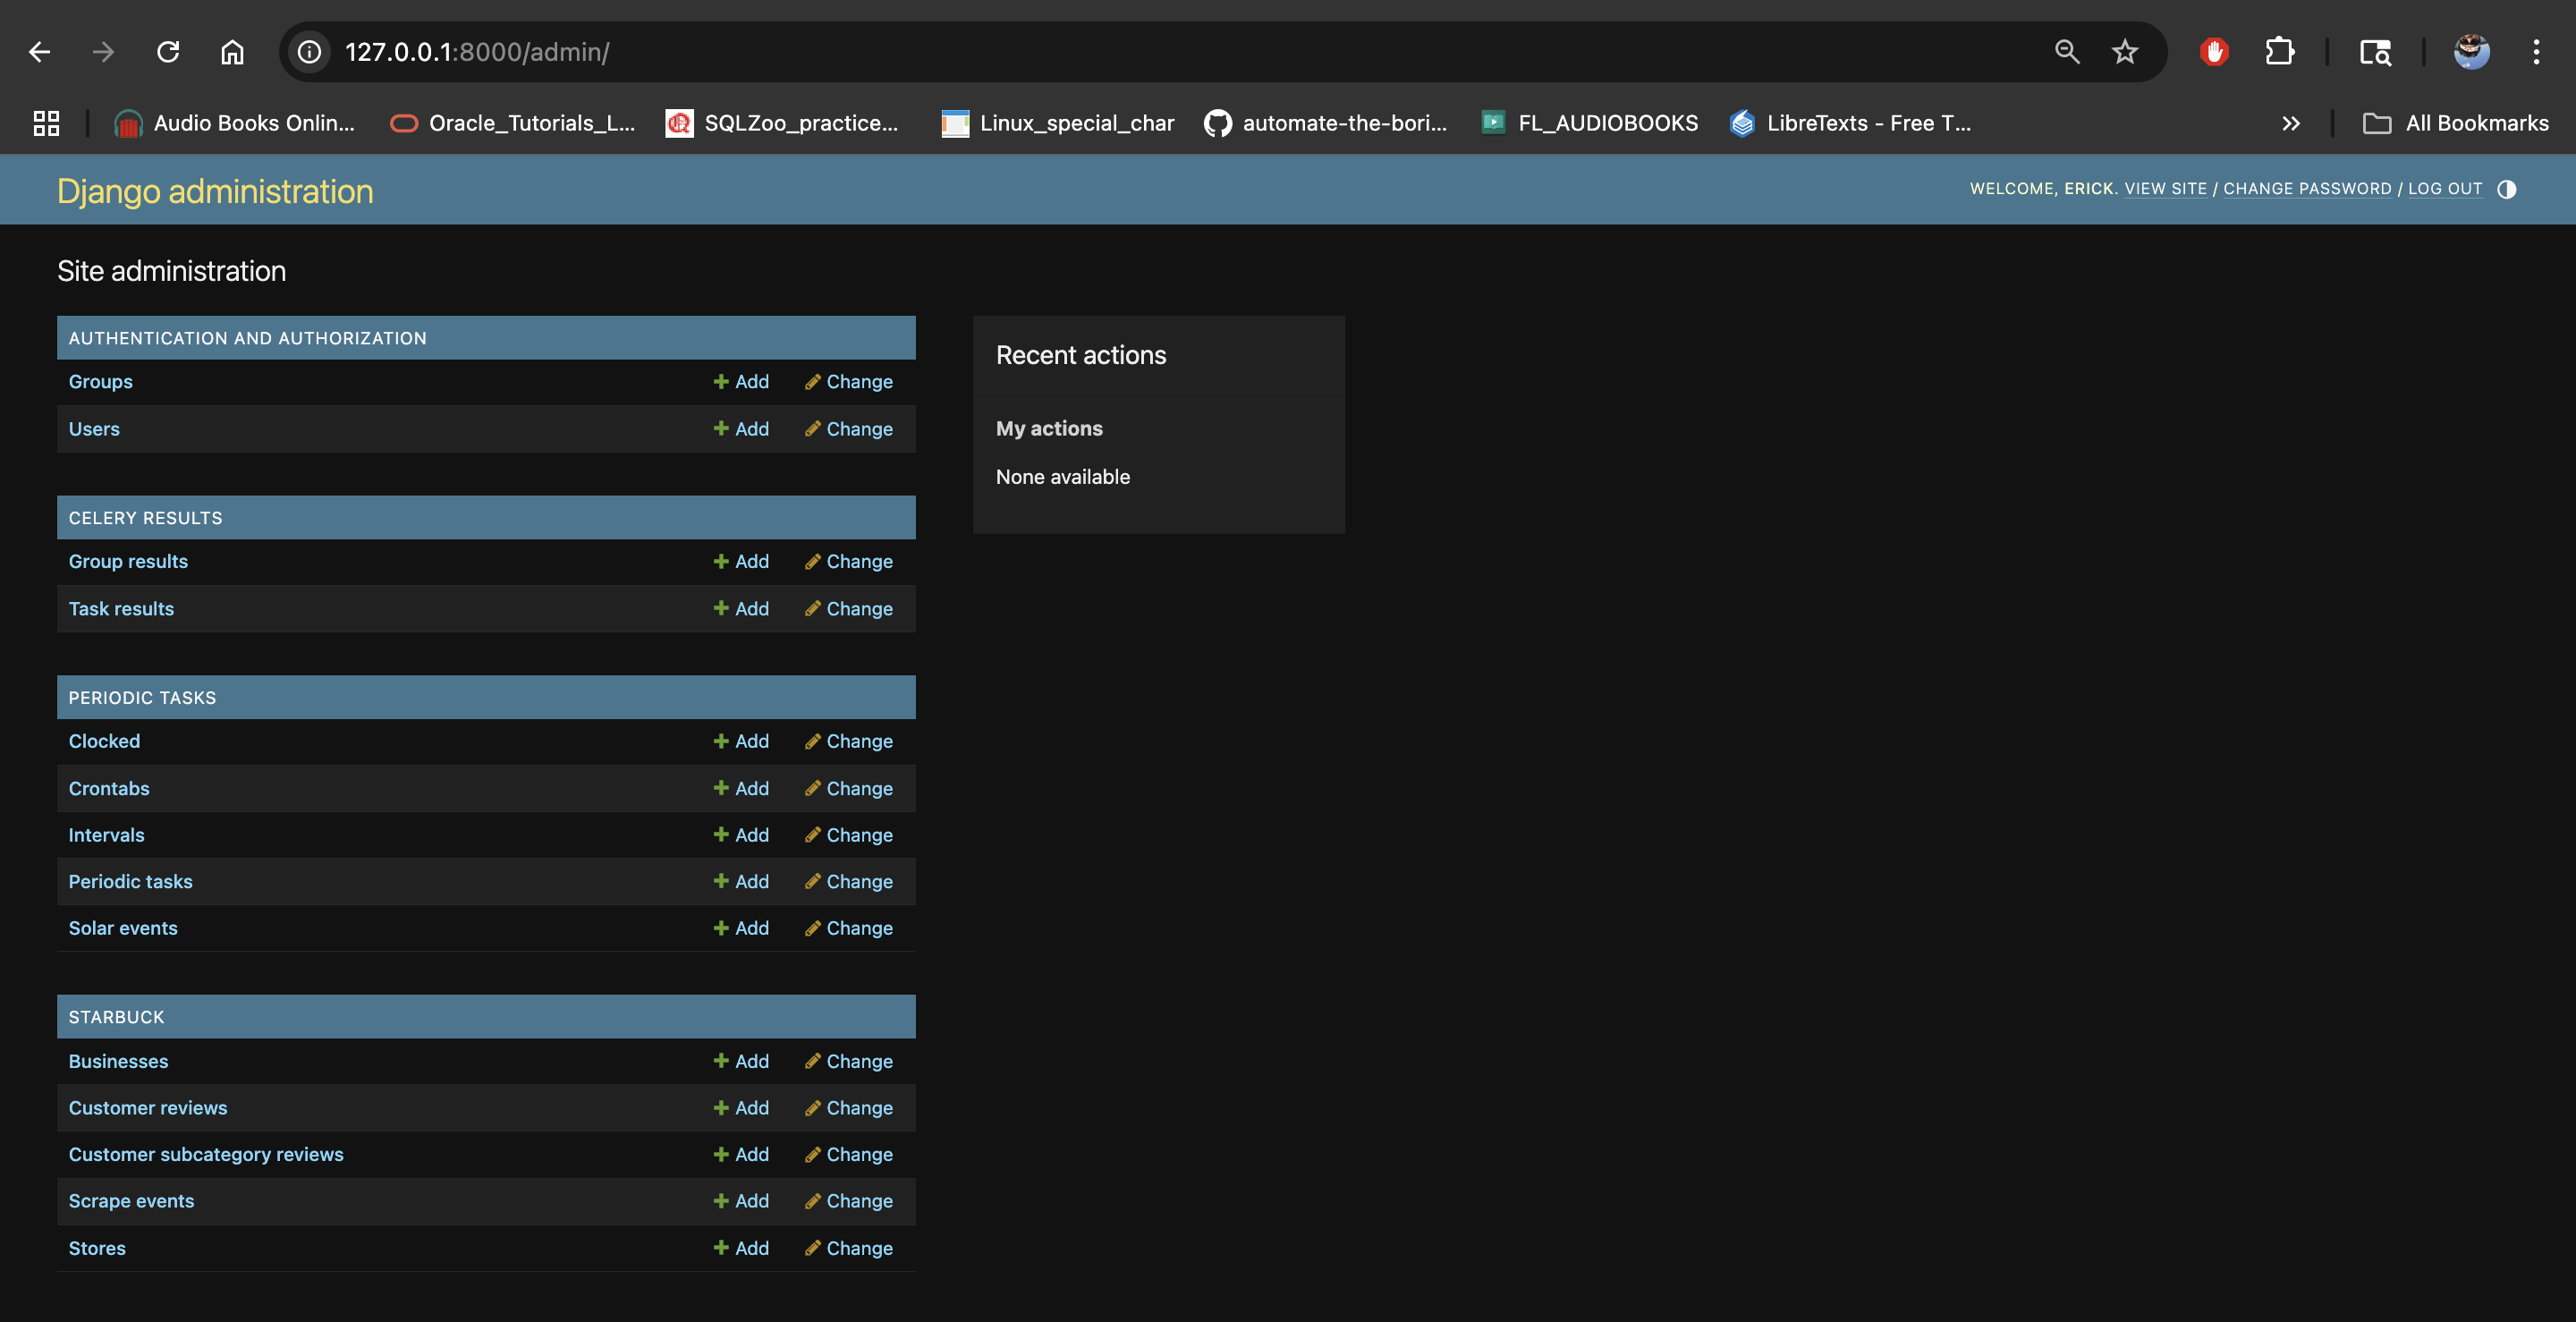 127.0.0.1:8000/admin/
Audio Books Onlin...
Oracle_Tutorials_L...
SQLZoo_practice...
Linux_special_char
automate-the-bori...
FL_AUDIOBOOKS
LibreTexts - Free T...
All Bookmarks
Django administration
WELCOME, ERICK. VIEW SITE / CHANGE PASSWORD / LOG OUT
Site administration
AUTHENTICATION AND AUTHORIZATION
Groups Add Change
Users Add Change
CELERY RESULTS
Group results Add Change
Task results Add Change
PERIODIC TASKS
Clocked Add Change
Crontabs Add Change
Intervals Add Change
Periodic tasks Add Change
Solar events Add Change
STARBUCK
Businesses Add Change
Customer reviews Add Change
Customer subcategory reviews Add Change
Scrape events Add Change
Stores Add Change
Recent actions
My actions
None available